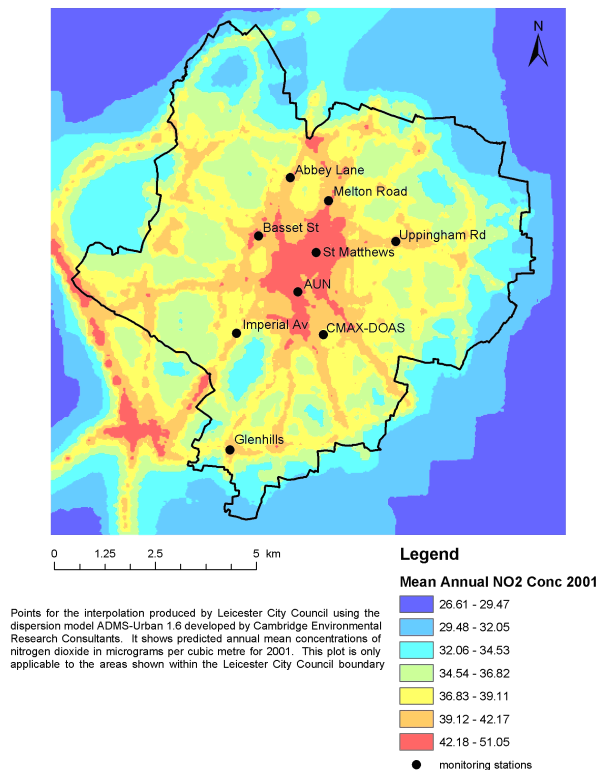 N
Abbey Lane
Melton Road
Basset St
Uppingham Rd
St Matthews
AUN
Imperial Av
CMAX-DOAS
Glenhills
0 1.25 2.5 5 km
Legend
Mean Annual NO2 Conc 2001
26.61 - 29.47
29.48 - 32.05
32.06 - 34.53
34.54 - 36.82
36.83 - 39.11
39.12 - 42.17
42.18 - 51.05
monitoring stations
Points for the interpolation produced by Leicester City Council using the
dispersion model ADMS-Urban 1.6 developed by Cambridge Environmental
Research Consultants. It shows predicted annual mean concentrations of
nitrogen dioxide in micrograms per cubic metre for 2001. This plot is only
applicable to the areas shown within the Leicester City Council boundary